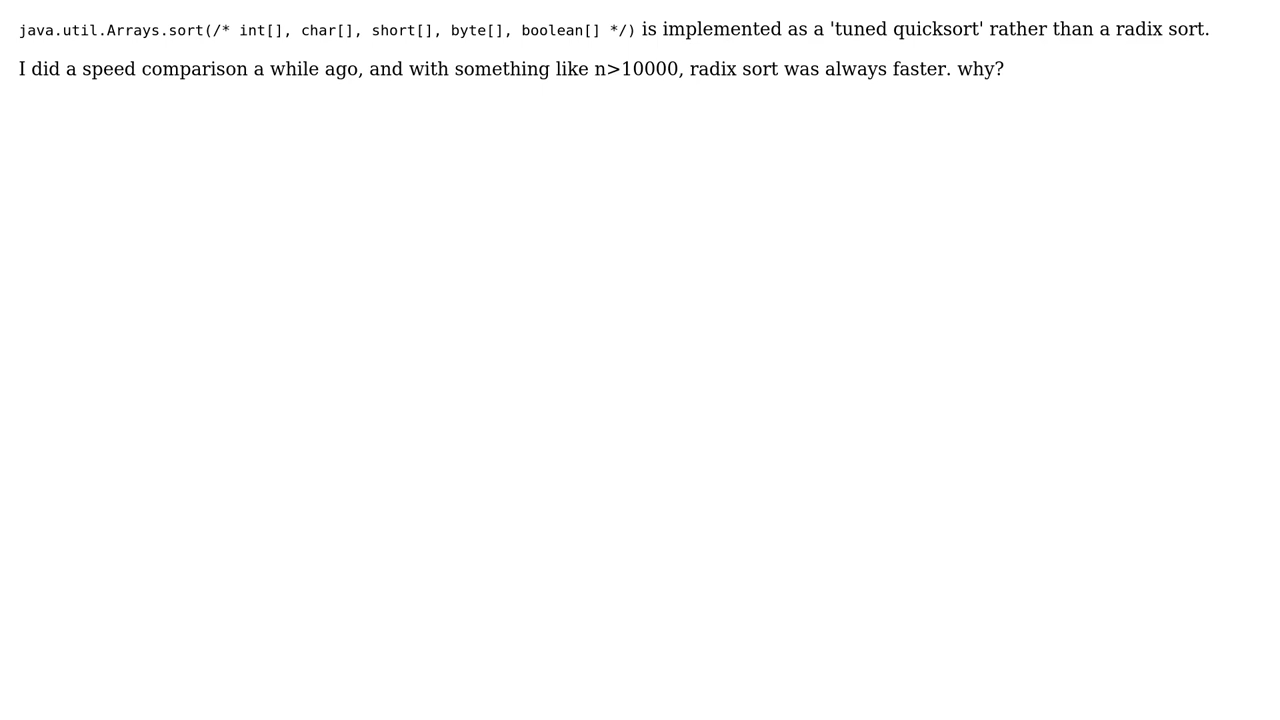 java.util.Arrays.sort(/* int[], char[], short[], byte[], boolean[] */) is implemented as a 'tuned quicksort' rather than a radix sort.
I did a speed comparison a while ago, and with something like n>10000, radix sort was always faster. why?